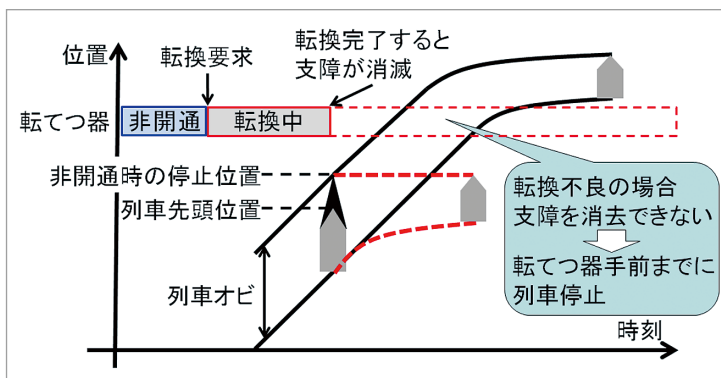 位置
転換要求
転換完了すると
支障が消滅
転てつ器
非開通
転換中
非開通時の停止位置
列車先頭位置
列車オビ
転換不良の場合
支障を消去できない
転てつ器手前までに
列車停止
時刻